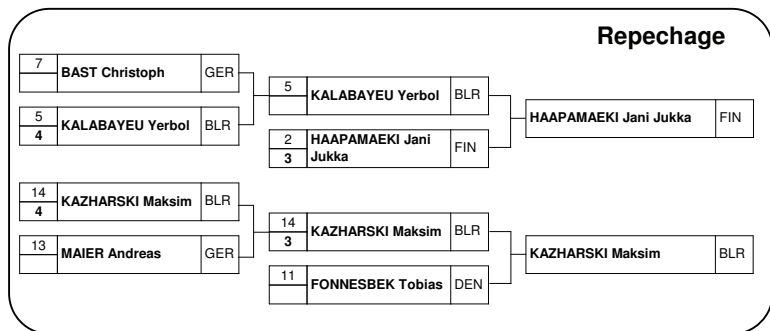 Repechage
7
BAST Christoph GER
5
4
KALABAYEU Yerbol BLR
5
KALABAYEU Yerbol BLR
2
3
HAAPAMAEKI Jani
Jukka
FIN
HAAPAMAEKI Jani Jukka FIN
14
4
KAZHARSKI Maksim BLR
13
MAIER Andreas GER
14
3
KAZHARSKI Maksim BLR
11
FONNESBEK Tobias DEN
KAZHARSKI Maksim BLR